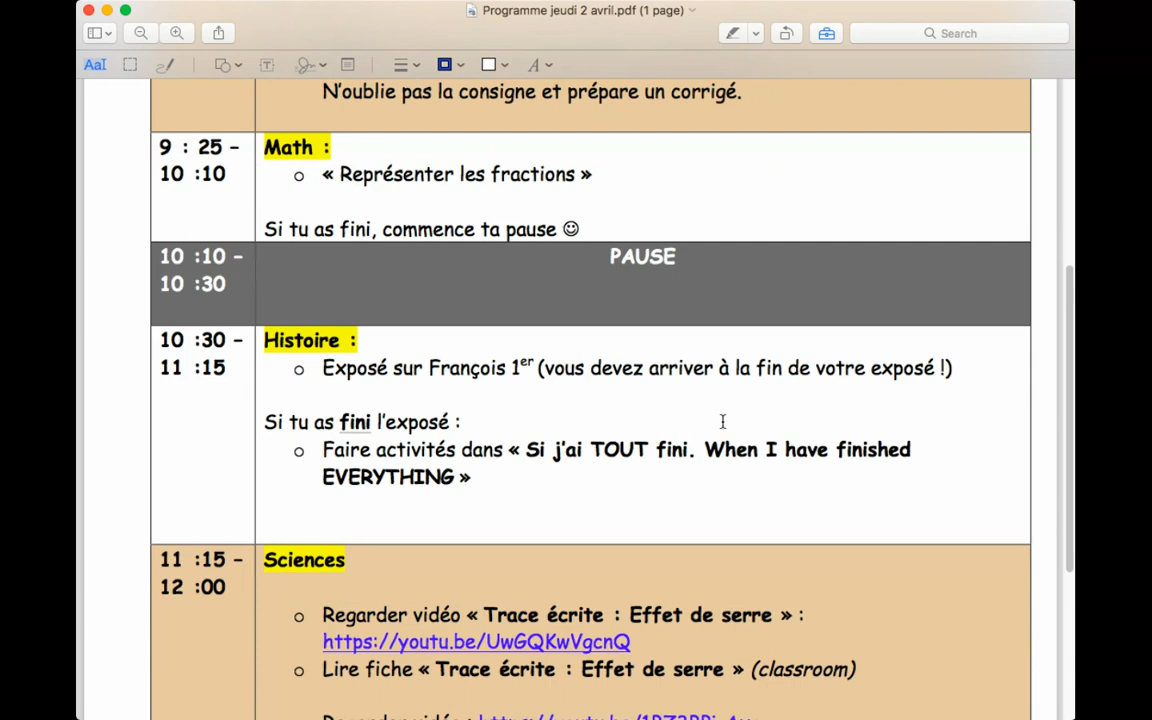 Programme jeudi 2 avril.pdf (1 page)
Search
AaI
N'oublie pas la consigne et prépare un corrigé.
9 : 25 -
10 :10
Math :
o « Représenter les fractions »
Si tu as fini, commence ta pause ☺
10 :10 -
10 :30
PAUSE
10 :30 -
11 :15
Histoire :
o Exposé sur François 1er (vous devez arriver à la fin de votre exposé !)
Si tu as fini l'exposé :
o Faire activités dans « Si j'ai TOUT fini. When I have finished
EVERYTHING »
11 :15 -
12 :00
Sciences
o Regarder vidéo « Trace écrite : Effet de serre » :
https://youtu.be/UwGQKwVgcnQ
o Lire fiche « Trace écrite : Effet de serre » (classroom)